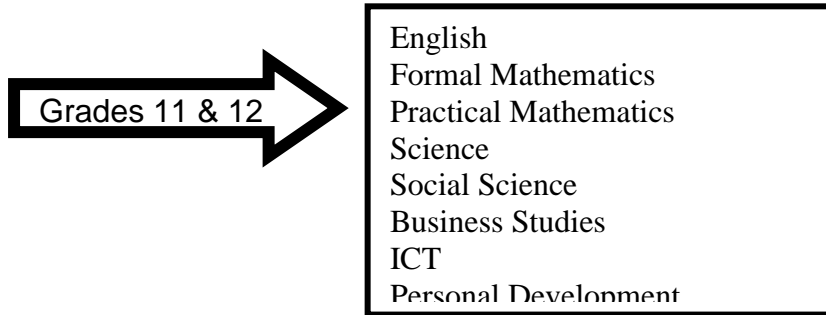 Grades 11 & 12
English
Formal Mathematics
Practical Mathematics
Science
Social Science
Business Studies
ICT
Personal Development